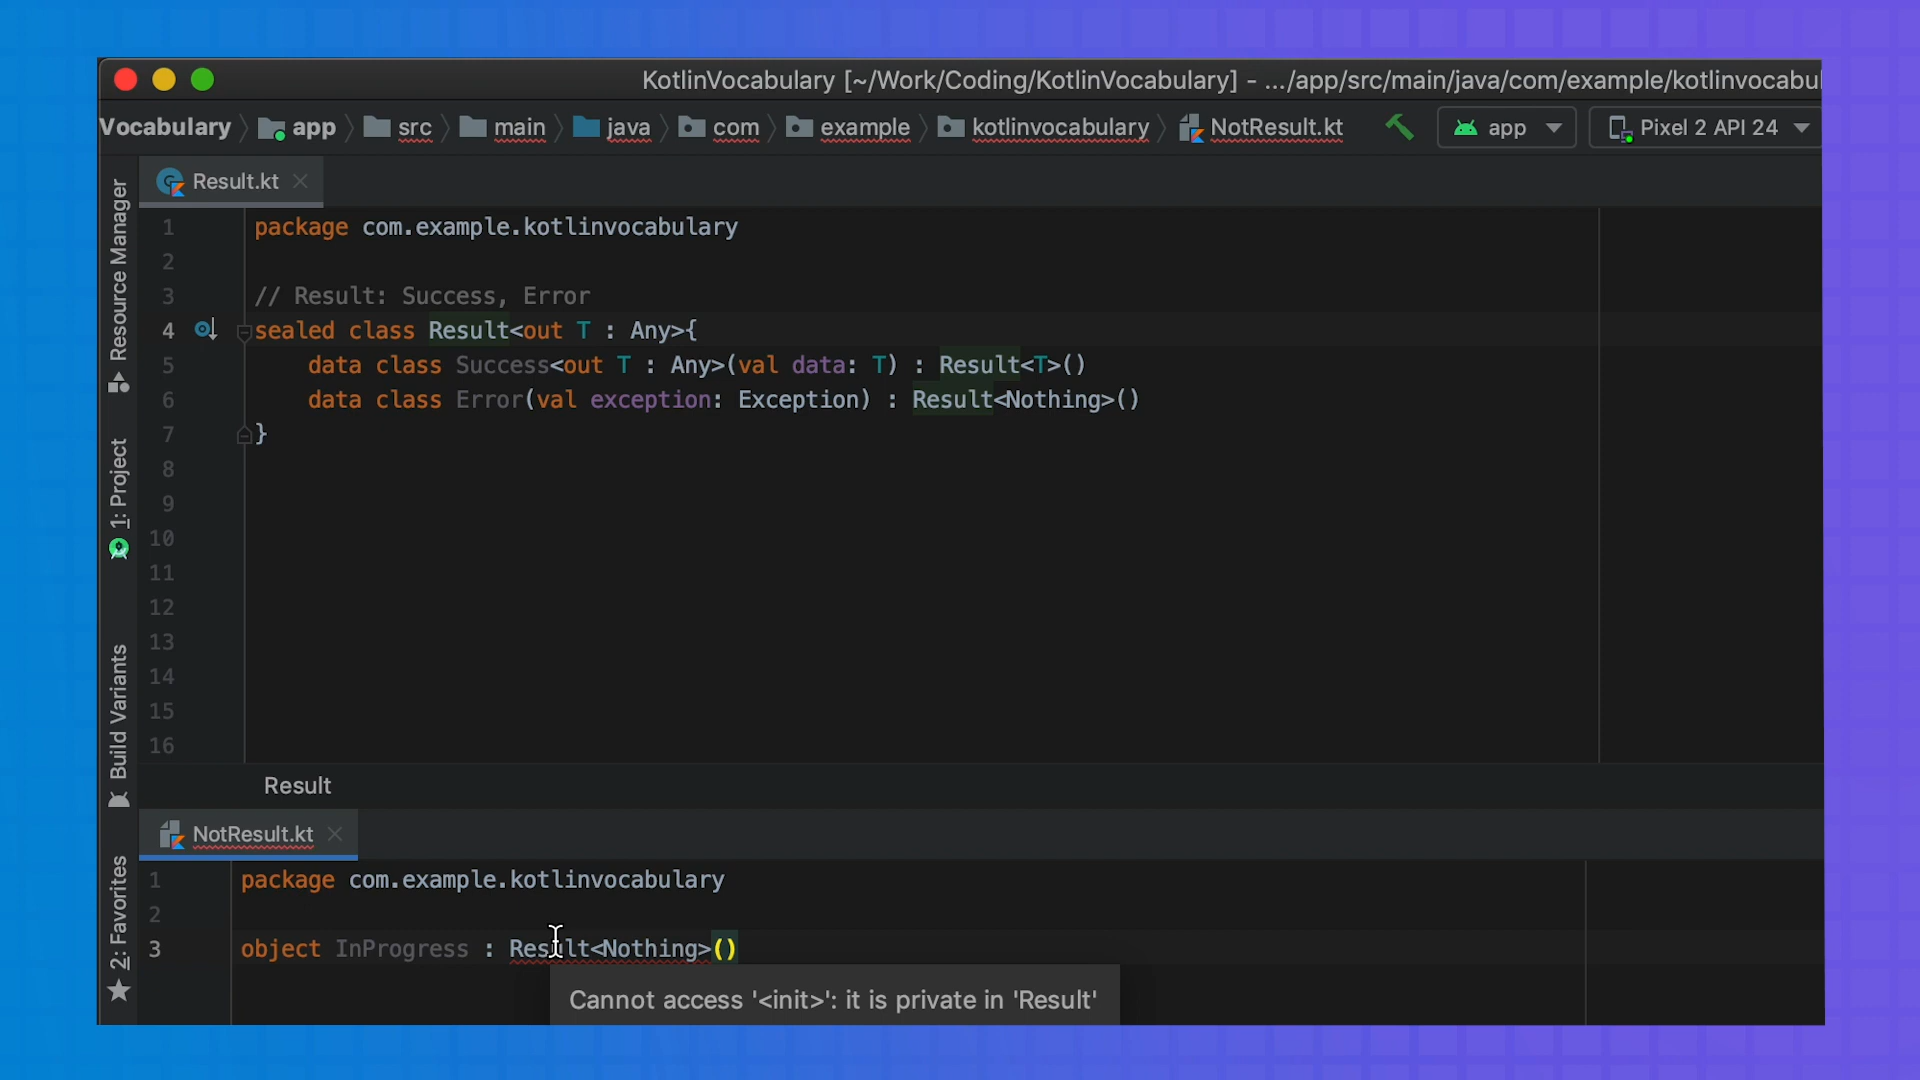 KotlinVocabulary [~/Work/Coding/KotlinVocabulary] - .../app/src/main/java/com/example/kotlinvocabu
Vocabulary app src main java com example kotlinvocabulary NotResult.kt app Pixel 2 API 24
Result.kt
Resource Manager
1: Project
Build Variants
2: Favorites
1 package com.example.kotlinvocabulary
2
3 // Result: Success, Error
4 sealed class Result<out T : Any>{
5 data class Success<out T : Any>(val data: T) : Result<T>()
6 data class Error(val exception: Exception) : Result<Nothing>()
7 }
8
9
10
11
12
13
14
15
16
Result
NotResult.kt
1 package com.example.kotlinvocabulary
2
3 object InProgress : Result<Nothing>()
Cannot access '<init>': it is private in 'Result'